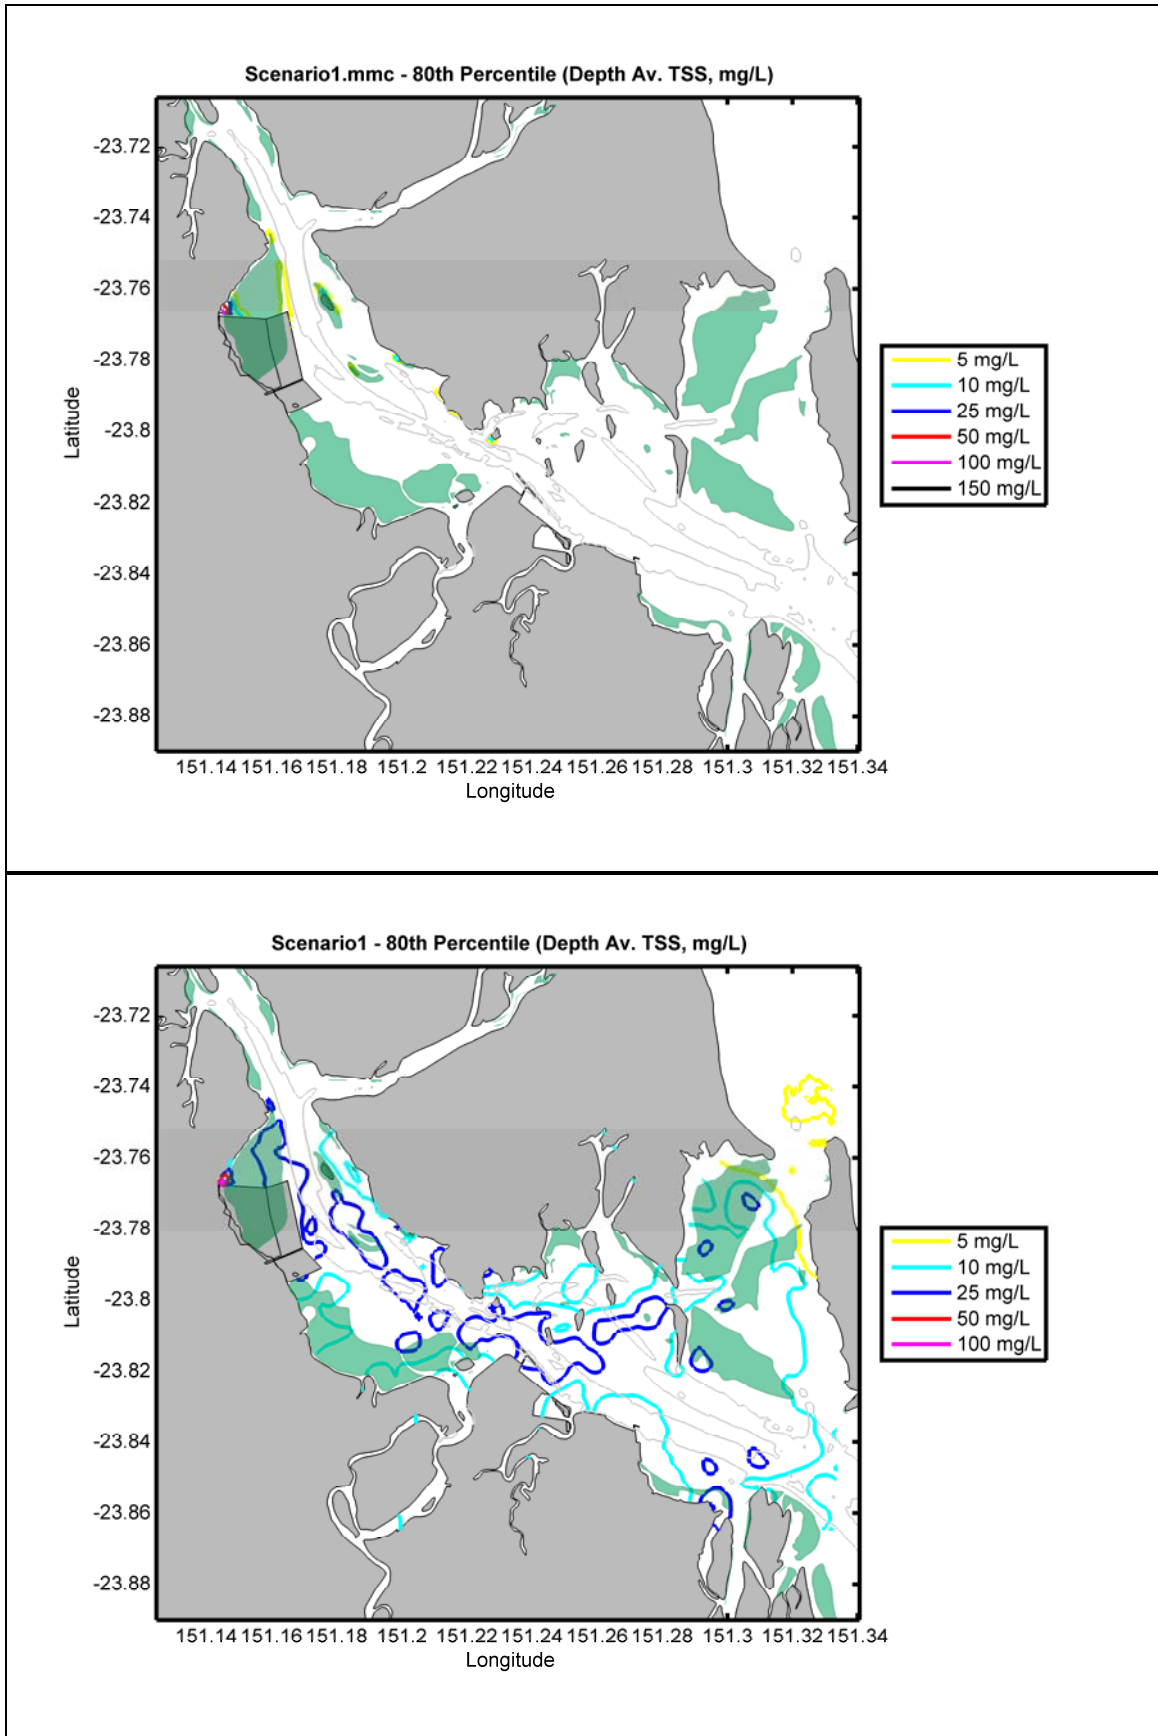 Scenario1.mmc - 80th Percentile (Depth Av. TSS, mg/L)
-23.72
-23.74
-23.76
-23.78
-23.8
-23.82
-23.84
-23.86
-23.88
Latitude
151.14 151.16 151.18 151.2 151.22 151.24 151.26 151.28 151.3 151.32 151.34
Longitude
5 mg/L
10 mg/L
25 mg/L
50 mg/L
100 mg/L
150 mg/L
Scenario1 - 80th Percentile (Depth Av. TSS, mg/L)
-23.72
-23.74
-23.76
-23.78
-23.8
-23.82
-23.84
-23.86
-23.88
Latitude
151.14 151.16 151.18 151.2 151.22 151.24 151.26 151.28 151.3 151.32 151.34
Longitude
5 mg/L
10 mg/L
25 mg/L
50 mg/L
100 mg/L